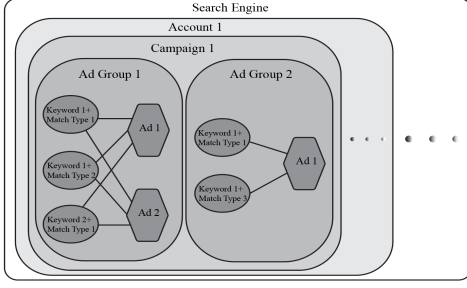 Search Engine
Account 1
Campaign 1
Ad Group 1
Keyword 1+
Match Type 1
Keyword 1+
Match Type 2
Keyword 2+
Match Type 1
Ad 1
Ad 2
Ad Group 2
Keyword 1+
Match Type 1
Keyword 1+
Match Type 3
Ad 1